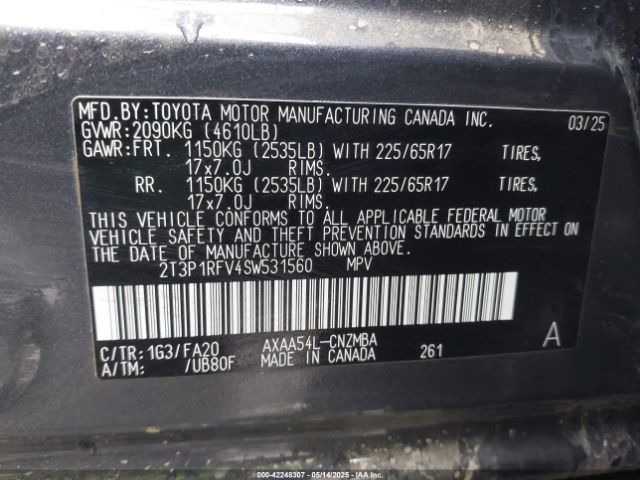 MFD.BY:TOYOTA MOTOR MANUFACTURING CANADA INC. 03/25
GVWR:2090KG (4610LB)
GAWR:FRT. 1150KG (2535LB) WITH 225/65R17 TIRES,
17x7.0J RIMS.
RR. 1150KG (2535LB) WITH 225/65R17 TIRES,
17x7.0J RIMS.
THIS VEHICLE CONFORMS TO ALL APPLICABLE FEDERAL MOTOR
VEHICLE SAFETY AND THEFT PREVENTION STANDARDS IN EFFECT ON
THE DATE OF MANUFACTURE SHOWN ABOVE.
2T3P1RFV4SW531560 MPV
C/TR:1G3/FA20 AXAA54L-CNZMBA A
A/TM: /UB80F MADE IN CANADA 261
000-42248307 - 05/14/2025 - IAA Inc.